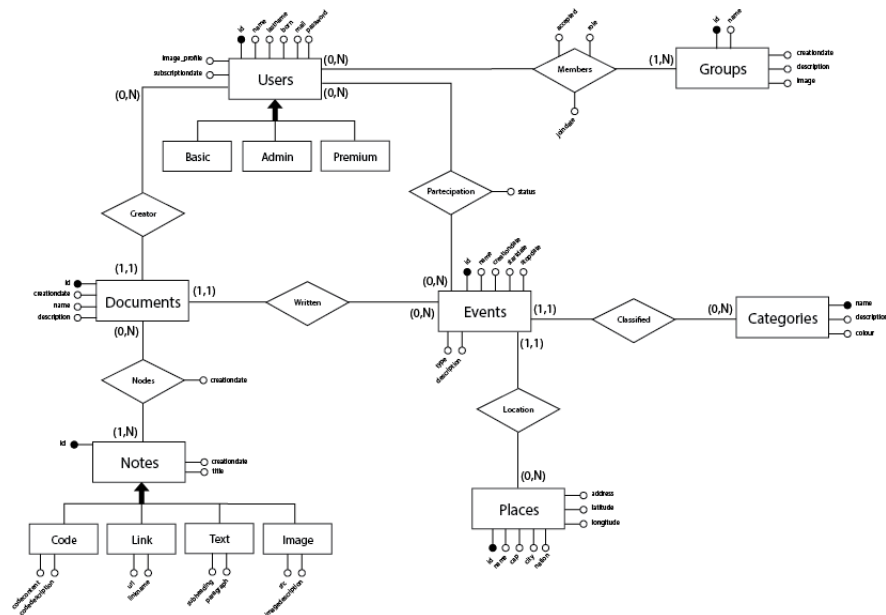 id
name
lastname
born
mail
password
image_profile
subscriptiondate
Users
(0,N)
(0,N)
(0,N)
Basic
Admin
Premium
accepted
role
Members
joindate
(1,N)
id
name
Groups
creationdate
description
image
Creator
Partecipation
status
(1,1)
id
creationdate
name
description
Documents
(1,1)
(0,N)
Written
(0,N)
(0,N)
id
name
creationdate
startdate
stopdate
Events
type
description
(1,1)
(1,1)
Classified
(0,N)
Categories
name
description
colour
Nodes
creationdate
Location
(1,N)
id
Notes
creationdate
title
(0,N)
Places
address
latitude
longitude
id
name
cap
city
nation
Code
Link
Text
Image
codecontent
codedescription
url
linkname
subheading
paragraph
src
imagedescription